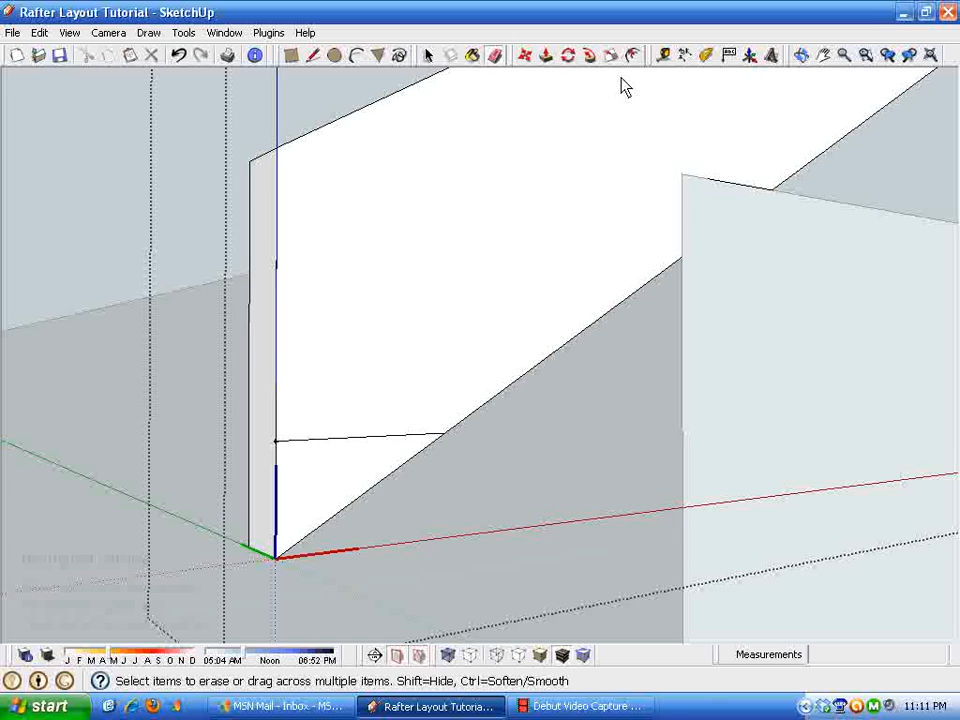 Rafter Layout Tutorial - SketchUp
File Edit View Camera Draw Tools Window Plugins Help
J F M A M J J A S O N D 05:04 AM Noon 06:52 PM Measurements
Select items to erase or drag across multiple items. Shift=Hide, Ctrl=Soften/Smooth
start MSN Mail - Inbox - MS... Rafter Layout Tutoria... Debut Video Capture ... 11:11 PM